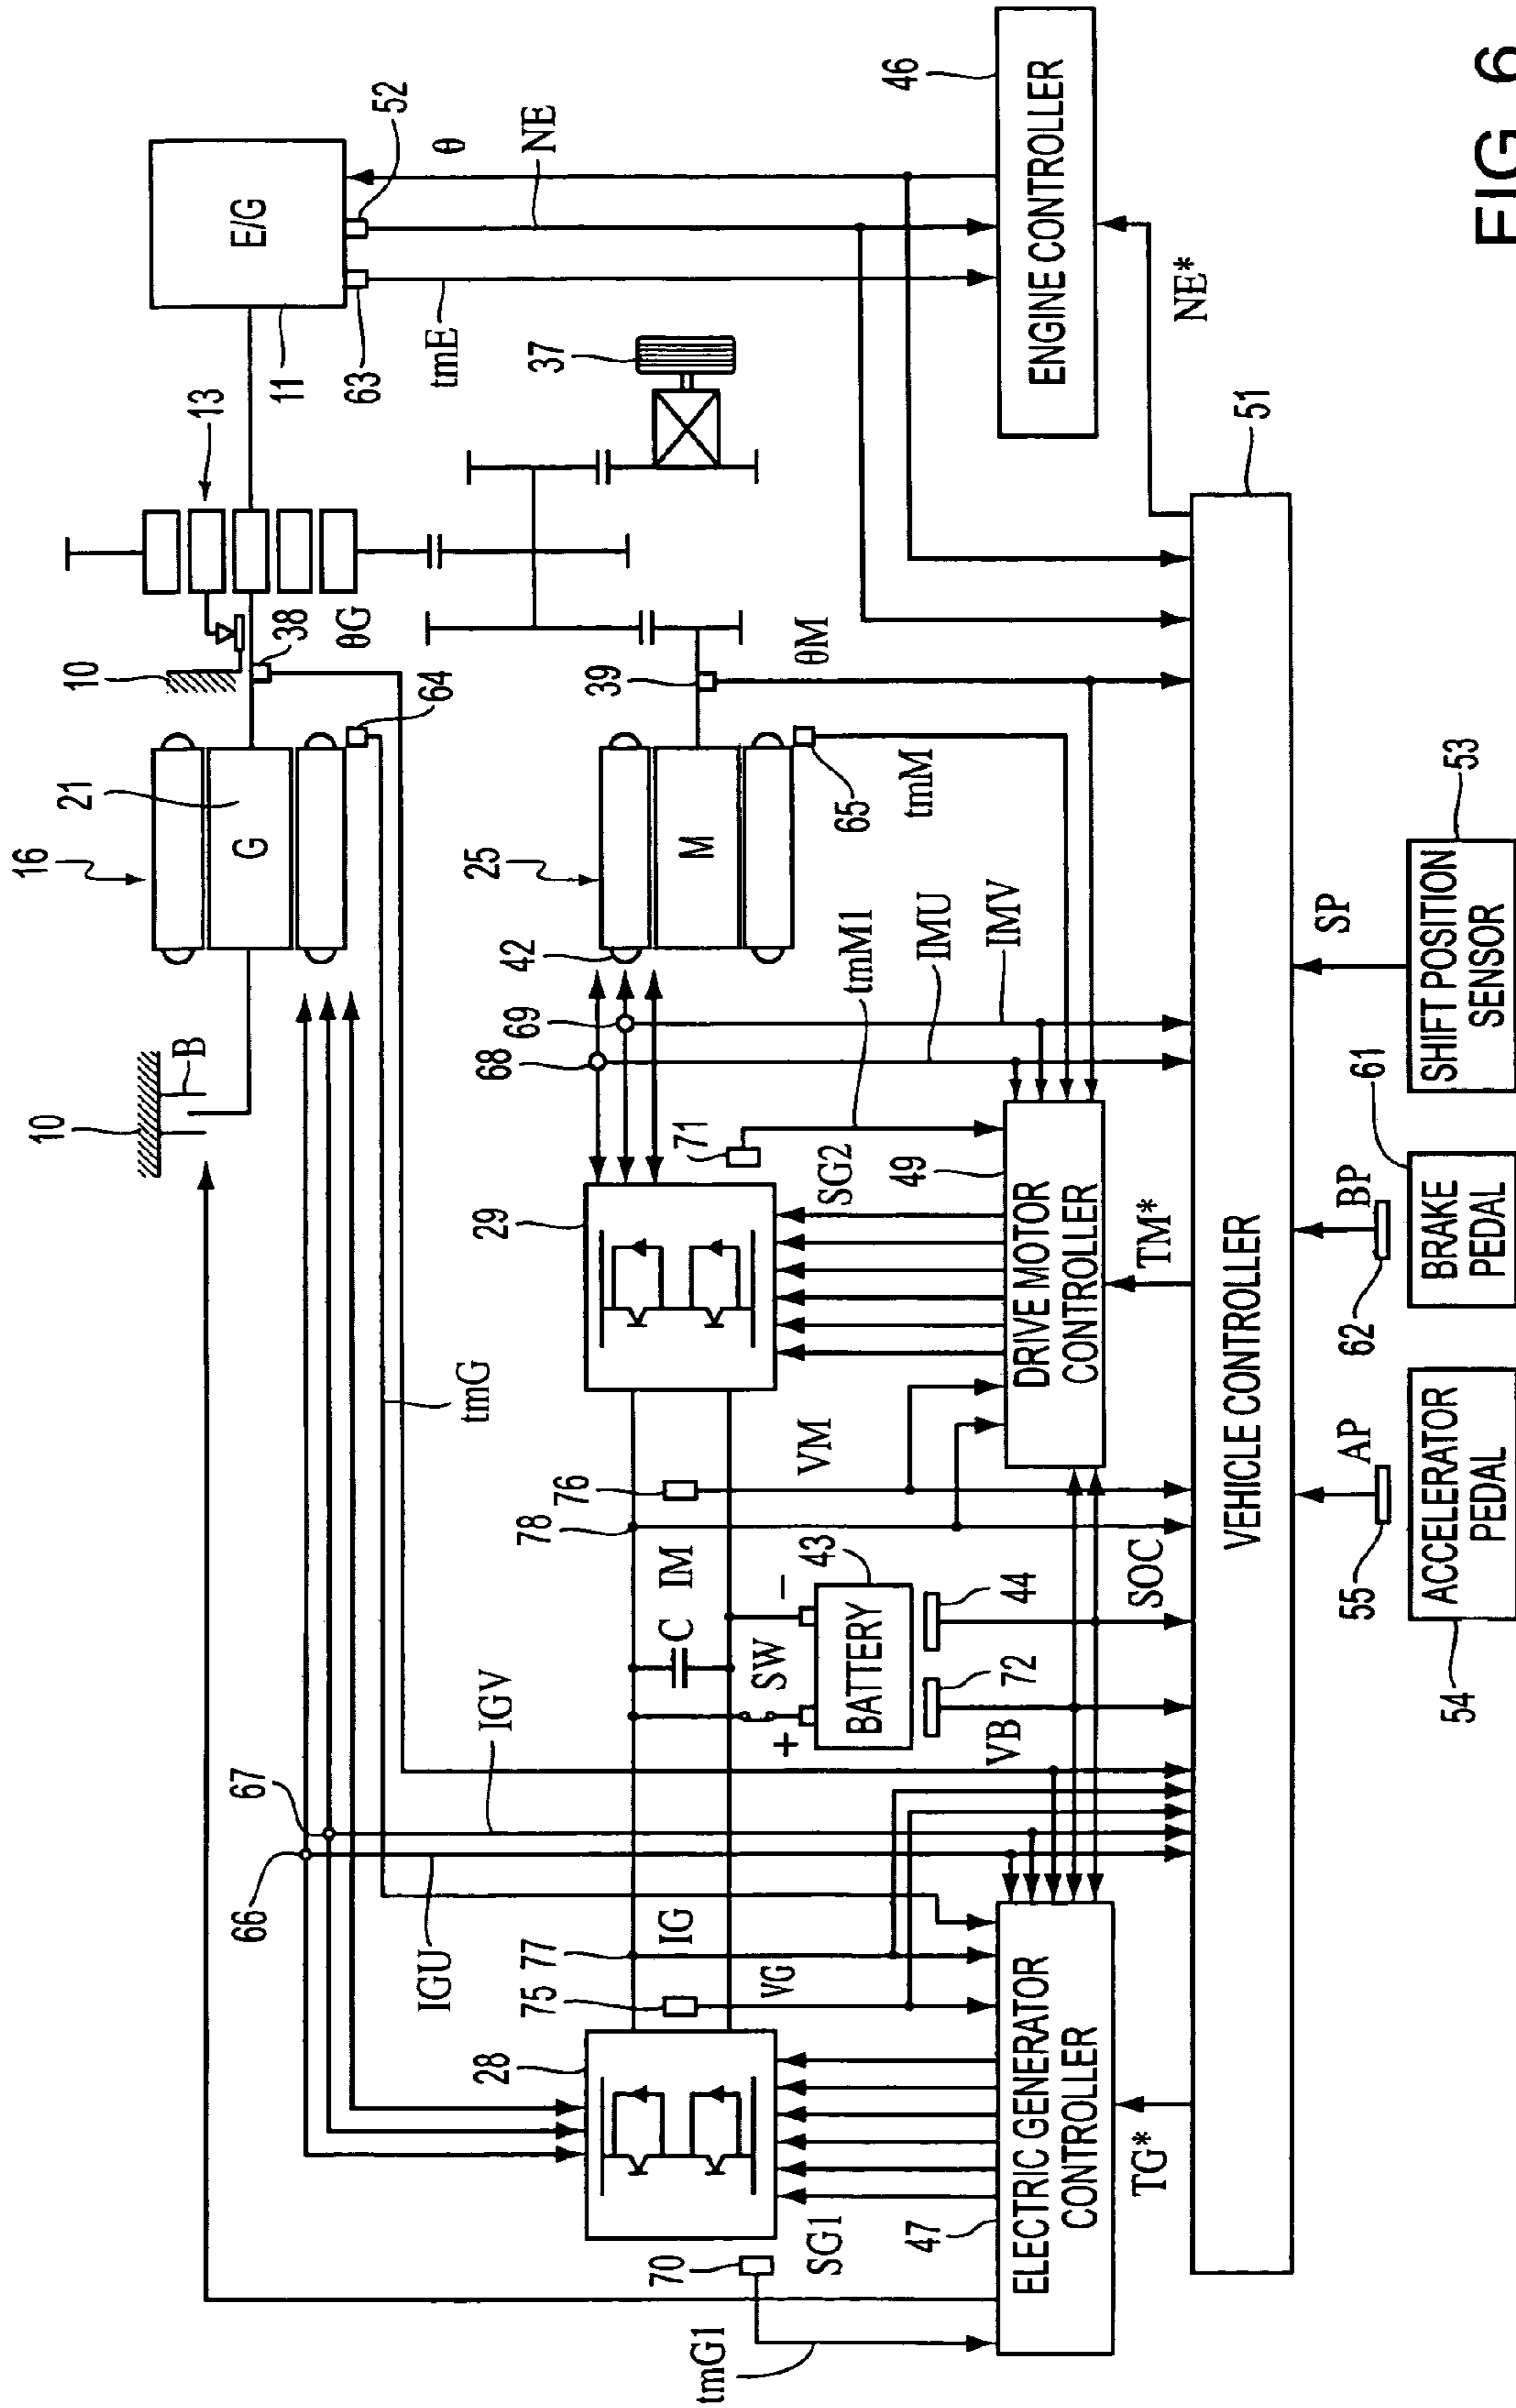 16
21
10
B
10
38
θG
64
13
11
E/G
63
52
θ
tmE
NE
37
46
ENGINE CONTROLLER
NE*
66
67
IGU
IGV
tmG
25
42
G
M
39
θM
65
tmM
68
69
tmM1
IMU
IMV
28
75
77
IG
VG
C
IM
78
76
VM
29
71
SG2
49
70
SG1
tmG1
47
SW
+
−
BATTERY
43
VB
72
44
SOC
ELECTRIC GENERATOR
CONTROLLER
DRIVE MOTOR
CONTROLLER
TG*
TM*
51
VEHICLE CONTROLLER
AP
55
BP
62
61
SP
53
54
ACCELERATOR
PEDAL
BRAKE
PEDAL
SHIFT POSITION
SENSOR
FIG. 6